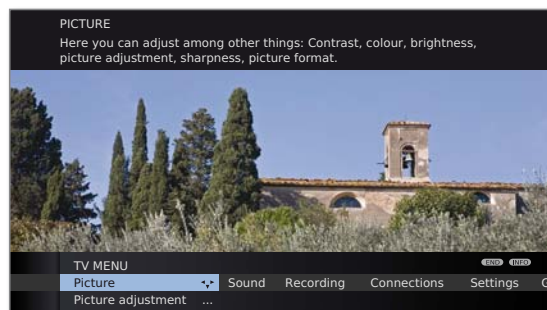 PICTURE
Here you can adjust among other things: Contrast, colour, brightness,
picture adjustment, sharpness, picture format.
TV MENU END INFO
Picture Sound Recording Connections Settings
Picture adjustment ...